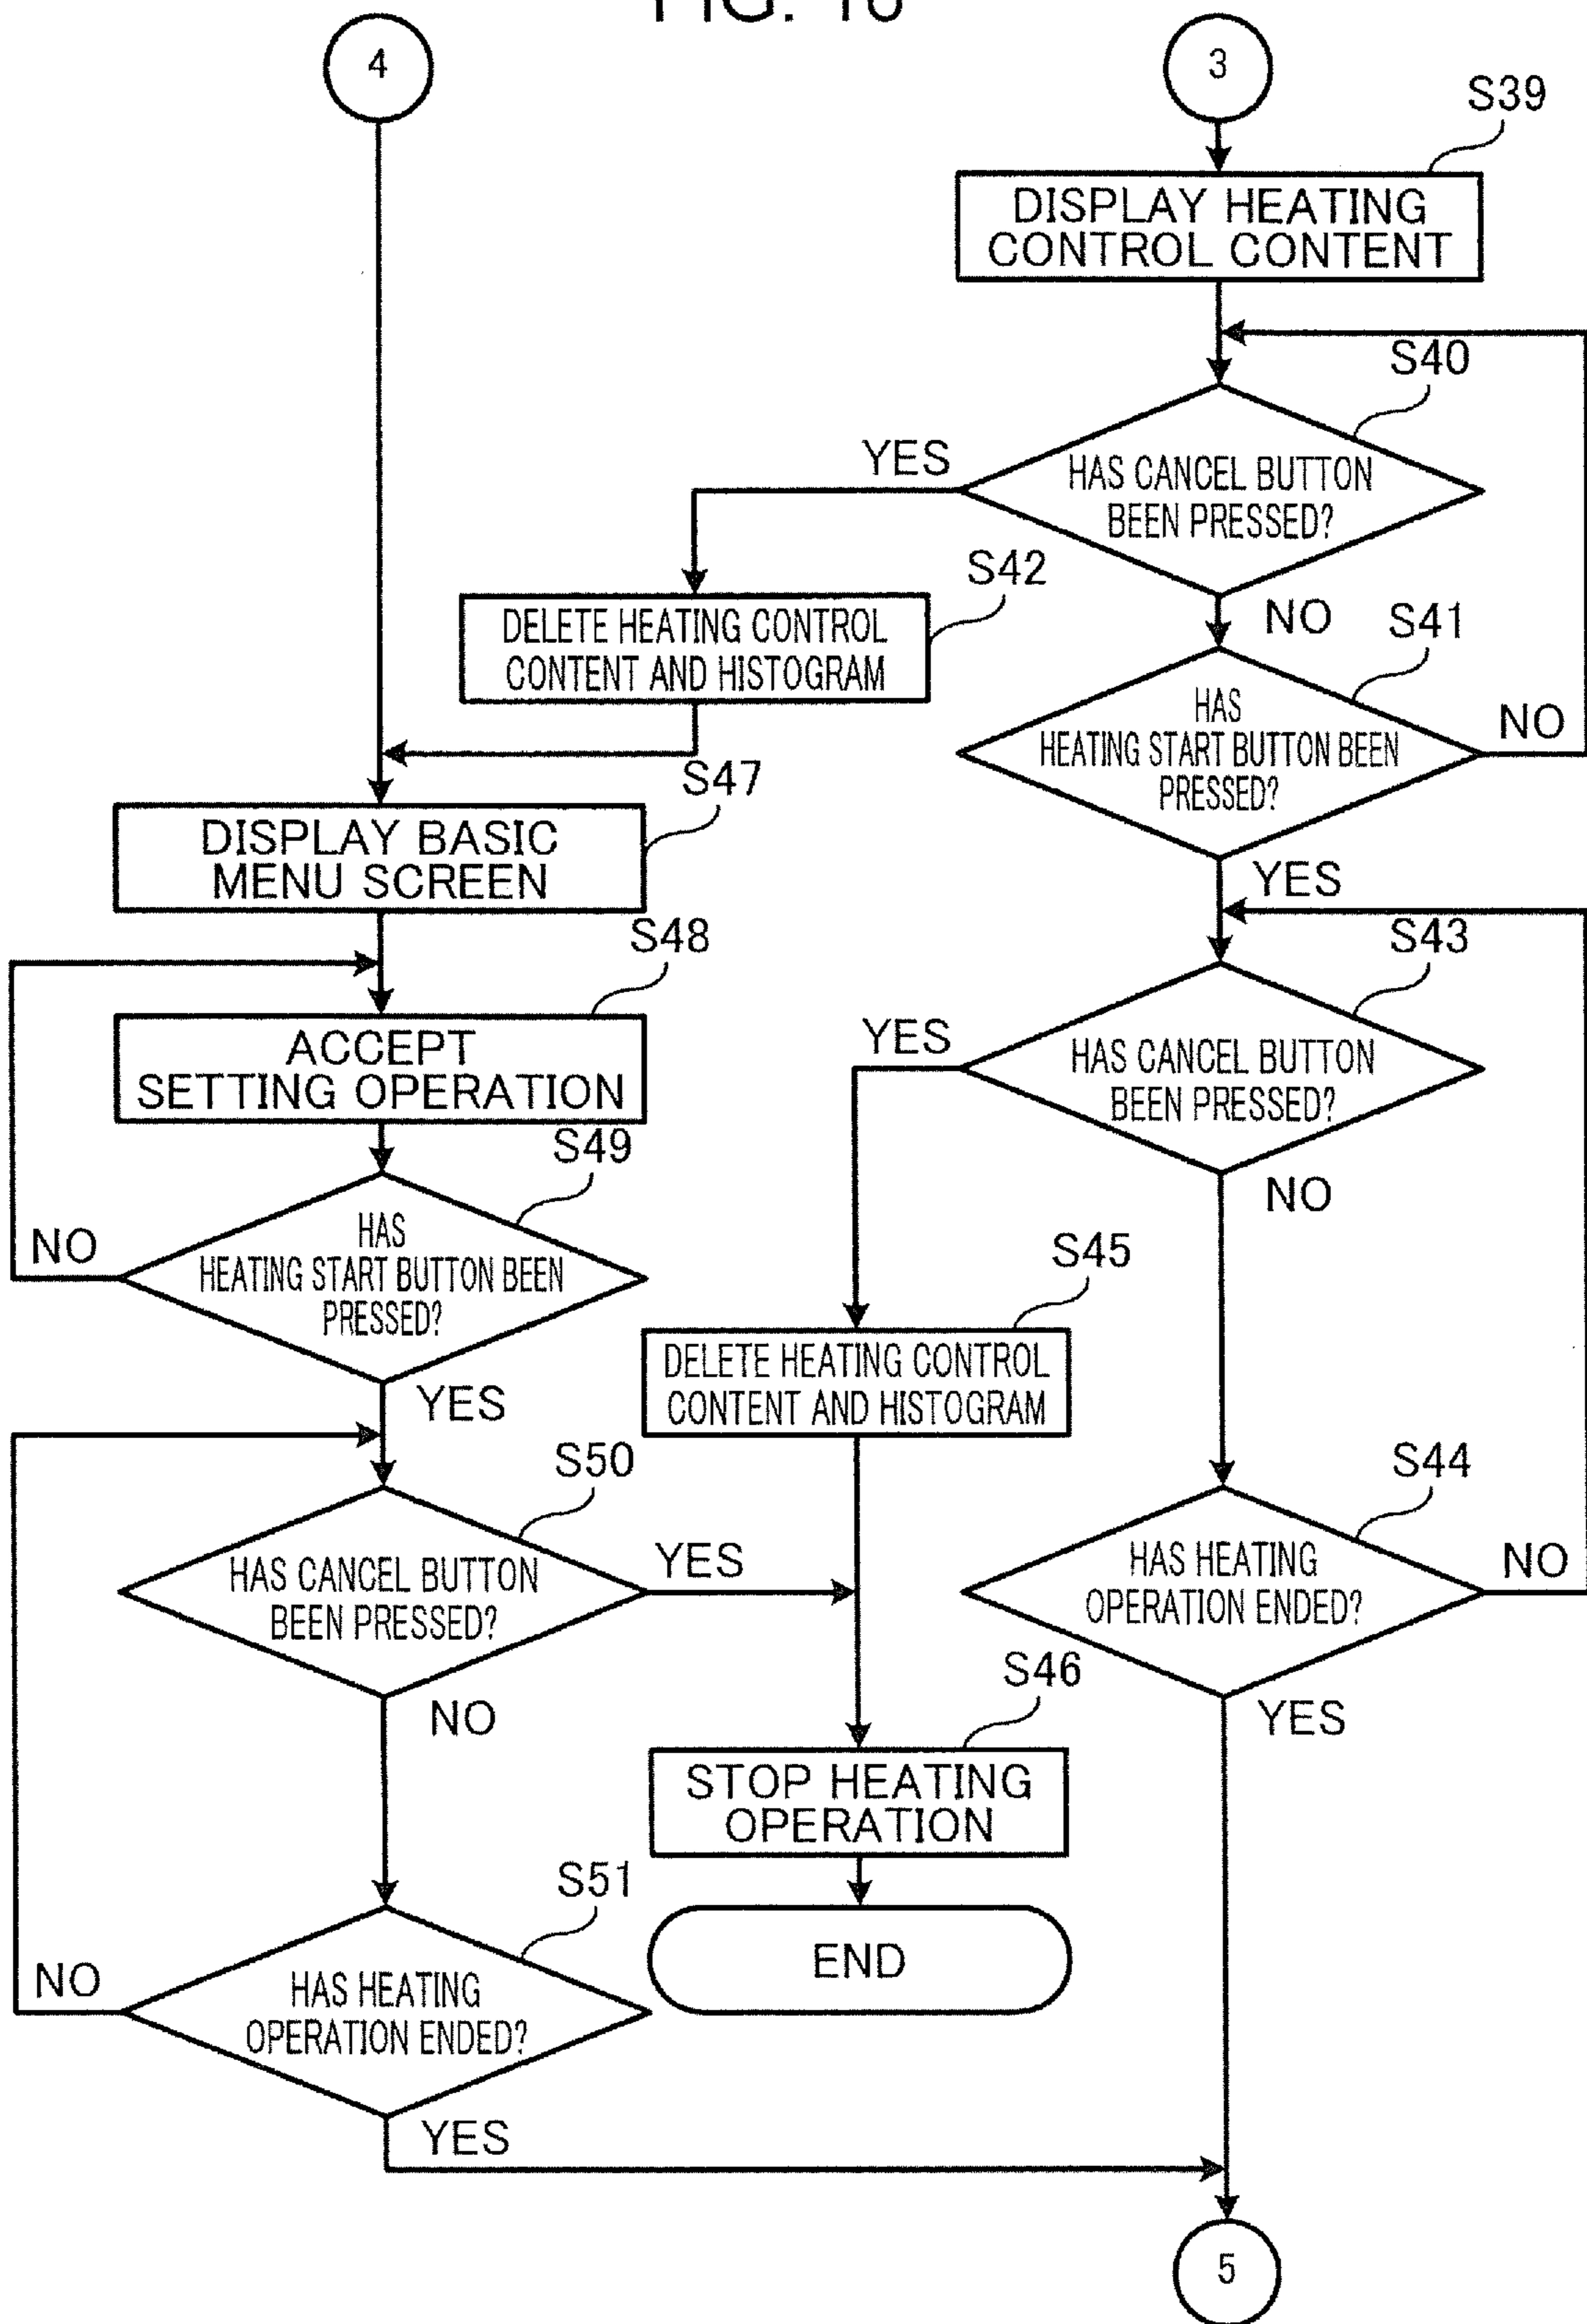 4
3
S39
DISPLAY HEATING
CONTROL CONTENT
S40
YES
HAS CANCEL BUTTON
BEEN PRESSED?
S42
NO
S41
DELETE HEATING CONTROL
CONTENT AND HISTOGRAM
HAS
HEATING START BUTTON BEEN
PRESSED?
NO
S47
DISPLAY BASIC
MENU SCREEN
YES
S48
S43
ACCEPT
SETTING OPERATION
YES
HAS CANCEL BUTTON
BEEN PRESSED?
S49
NO
NO
HAS
HEATING START BUTTON BEEN
PRESSED?
S45
DELETE HEATING CONTROL
CONTENT AND HISTOGRAM
YES
S50
S44
HAS CANCEL BUTTON
BEEN PRESSED?
YES
HAS HEATING
OPERATION ENDED?
NO
S46
NO
YES
STOP HEATING
OPERATION
S51
NO
HAS HEATING
OPERATION ENDED?
END
YES
5